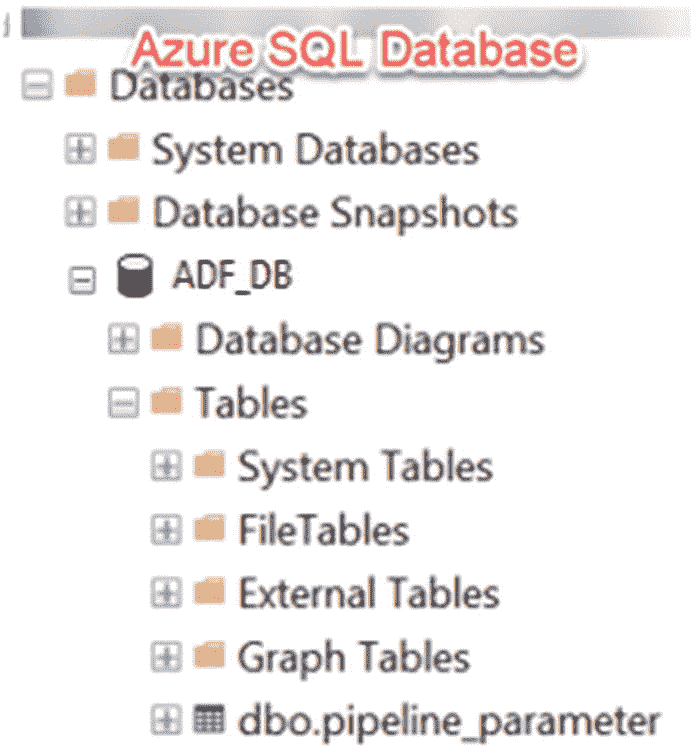 Azure SQL Database
Databases
System Databases
Database Snapshots
ADF_DB
Database Diagrams
Tables
System Tables
FileTables
External Tables
Graph Tables
dbo.pipeline_parameter